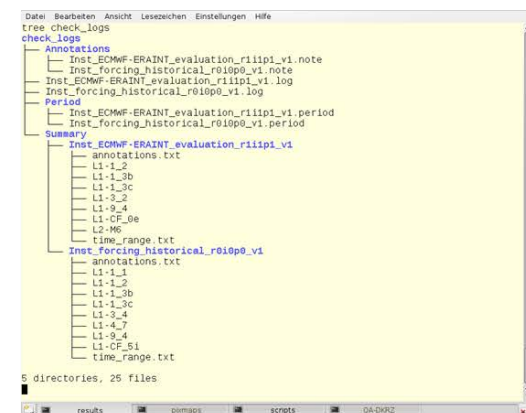 Datei Bearbeiten Ansicht Lesezeichen Einstellungen Hilfe
tree check_logs
check_logs
├── Annotations
│   ├── Inst_ECMWF-ERAINT_evaluation_r1i1p1_v1.note
│   └── Inst_forcing_historical_r0i0p0_v1.note
├── Inst_ECMWF-ERAINT_evaluation_r1i1p1_v1.log
├── Inst_forcing_historical_r0i0p0_v1.log
├── Period
│   ├── Inst_ECMWF-ERAINT_evaluation_r1i1p1_v1.period
│   └── Inst_forcing_historical_r0i0p0_v1.period
└── Summary
    ├── Inst_ECMWF-ERAINT_evaluation_r1i1p1_v1
    │   ├── annotations.txt
    │   ├── L1-1_2
    │   ├── L1-1_3b
    │   ├── L1-1_3c
    │   ├── L1-3_2
    │   ├── L1-9_4
    │   ├── L1-CF_0e
    │   ├── L2-M6
    │   └── time_range.txt
    └── Inst_forcing_historical_r0i0p0_v1
        ├── annotations.txt
        ├── L1-1_1
        ├── L1-1_2
        ├── L1-1_3b
        ├── L1-1_3c
        ├── L1-3_4
        ├── L1-4_7
        ├── L1-9_4
        ├── L1-CF_5i
        └── time_range.txt
5 directories, 25 files
results pixmaps scripts QA-DKRZ